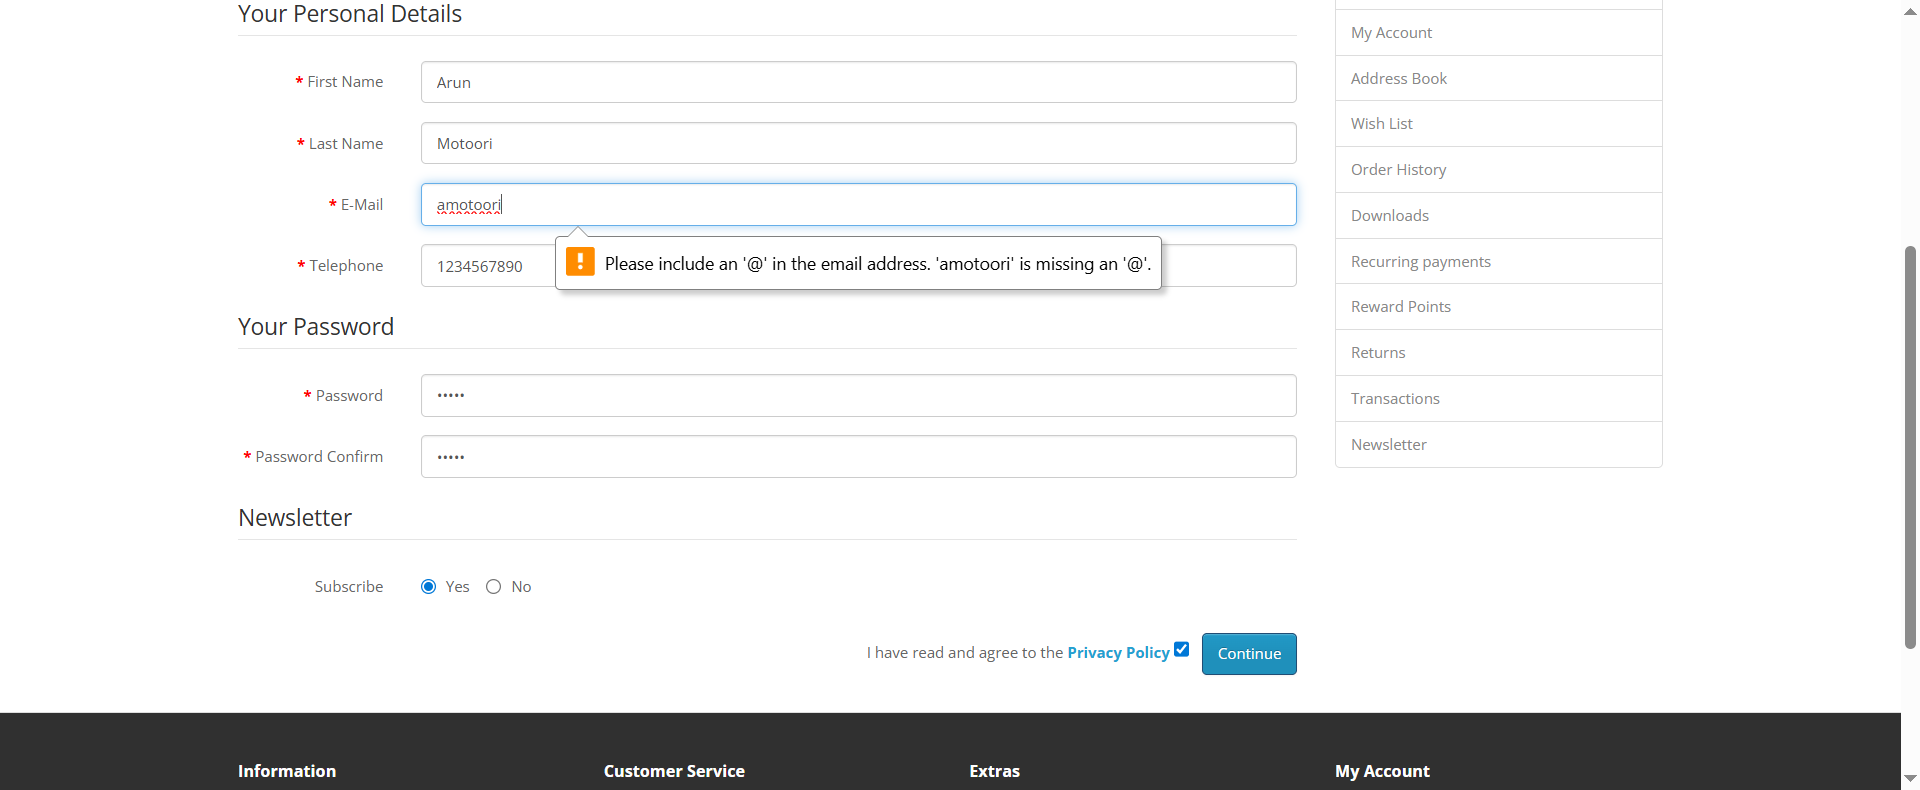 Your Personal Details
* First Name
Arun
* Last Name
Motoori
* E-Mail
amotoori
Please include an '@' in the email address. 'amotoori' is missing an '@'.
* Telephone
1234567890
Your Password
* Password
•••••
* Password Confirm
•••••
Newsletter
Subscribe
Yes
No
I have read and agree to the Privacy Policy
Continue
My Account
Address Book
Wish List
Order History
Downloads
Recurring payments
Reward Points
Returns
Transactions
Newsletter
Information
Customer Service
Extras
My Account